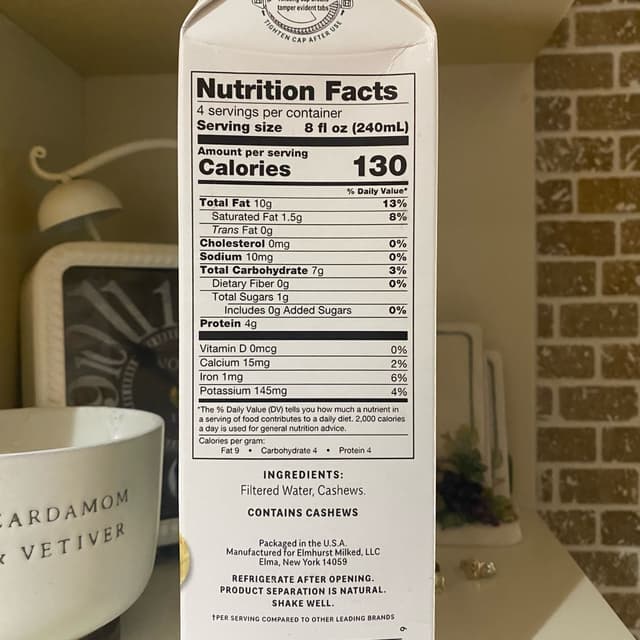 tamper evident tabs
TIGHTEN CAP AFTER USE
Nutrition Facts
4 servings per container
Serving size 8 fl oz (240mL)
Amount per serving
Calories 130
% Daily Value*
Total Fat 10g 13%
Saturated Fat 1.5g 8%
Trans Fat 0g
Cholesterol 0mg 0%
Sodium 10mg 0%
Total Carbohydrate 7g 3%
Dietary Fiber 0g 0%
Total Sugars 1g
Includes 0g Added Sugars 0%
Protein 4g
Vitamin D 0mcg 0%
Calcium 15mg 2%
Iron 1mg 6%
Potassium 145mg 4%
*The % Daily Value (DV) tells you how much a nutrient in
a serving of food contributes to a daily diet. 2,000 calories
a day is used for general nutrition advice.
Calories per gram:
Fat 9 • Carbohydrate 4 • Protein 4
INGREDIENTS:
Filtered Water, Cashews.
CONTAINS CASHEWS
Packaged in the U.S.A.
Manufactured for Elmhurst Milked, LLC
Elma, New York 14059
REFRIGERATE AFTER OPENING.
PRODUCT SEPARATION IS NATURAL.
SHAKE WELL.
†PER SERVING COMPARED TO OTHER LEADING BRANDS
CARDAMOM
& VETIVER